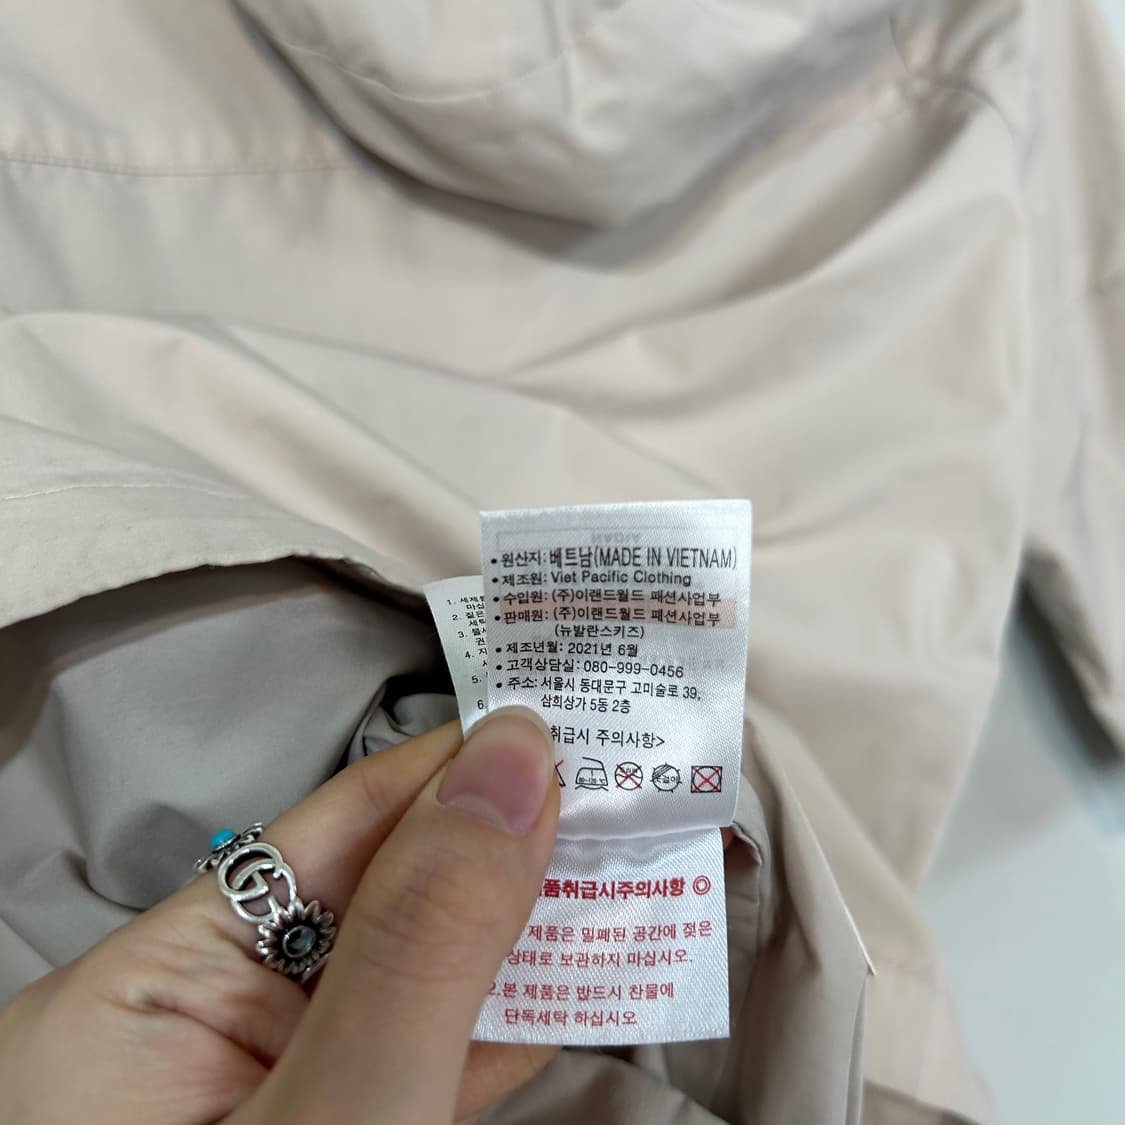 • 원산지: 베트남(MADE IN VIETNAM)
• 제조원: Viet Pacific Clothing
• 수입원: (주)이랜드월드 패션사업부
• 판매원: (주)이랜드월드 패션사업부
(뉴발란스키즈)
• 제조년월: 2021년 6월
• 고객상담실: 080-999-0456
• 주소: 서울시 동대문구 고미술로 39,
삼희상가 5동 2층
취급시 주의사항>
품취급시주의사항 ◎
제품은 밀폐된 공간에 젖은
상태로 보관하지 마십시오.
2.본 제품은 반드시 찬물에
단독세탁 하십시오
1.
2.
3.
4.
5.
6.